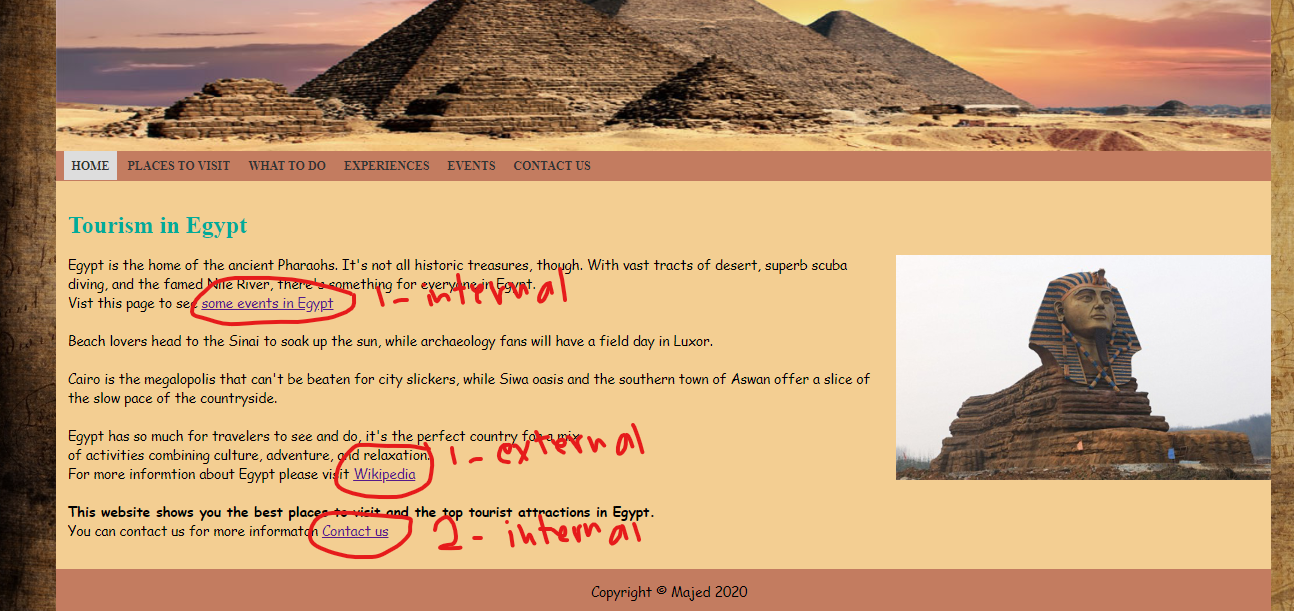 HOME PLACES TO VISIT WHAT TO DO EXPERIENCES EVENTS CONTACT US
Tourism in Egypt
Egypt is the home of the ancient Pharaohs. It's not all historic treasures, though. With vast tracts of desert, superb scuba
diving, and the famed Nile River, there's something for everyone in Egypt.
Vist this page to see some events in Egypt 1- internal
Beach lovers head to the Sinai to soak up the sun, while archaeology fans will have a field day in Luxor.
Cairo is the megalopolis that can't be beaten for city slickers, while Siwa oasis and the southern town of Aswan offer a slice of
the slow pace of the countryside.
Egypt has so much for travelers to see and do, it's the perfect country for a mix
of activities combining culture, adventure, and relaxation. 1- external
For more informtion about Egypt please visit Wikipedia
This website shows you the best places to visit and the top tourist attractions in Egypt.
You can contact us for more informaton Contact us 2- internal
Copyright © Majed 2020